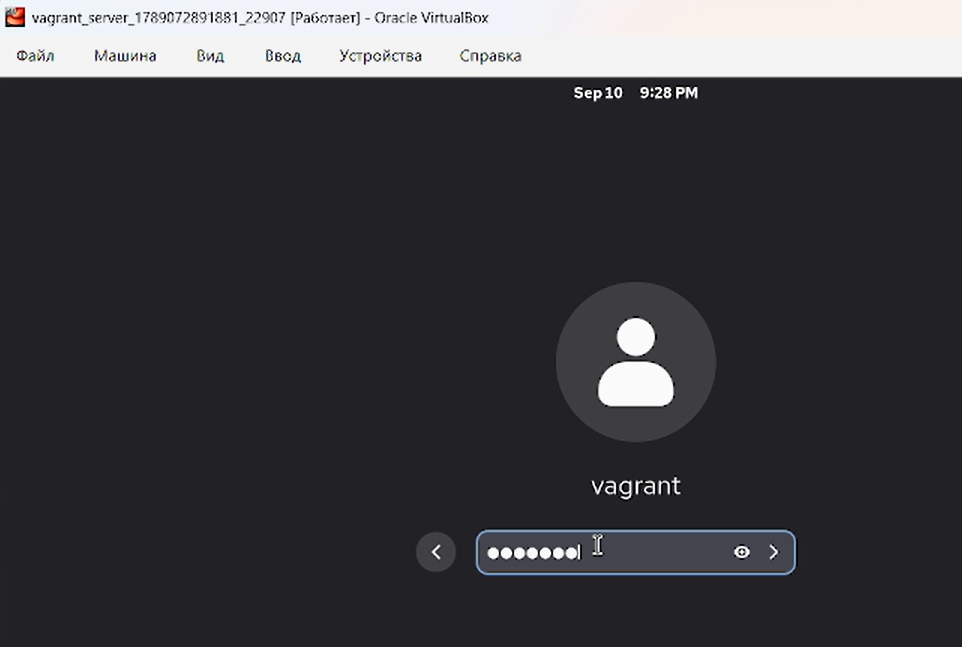 vagrant_server_1789072891881_22907 [Работает] - Oracle VirtualBox
Файл Машина Вид Ввод Устройства Справка
Sep 10 9:28 PM
vagrant